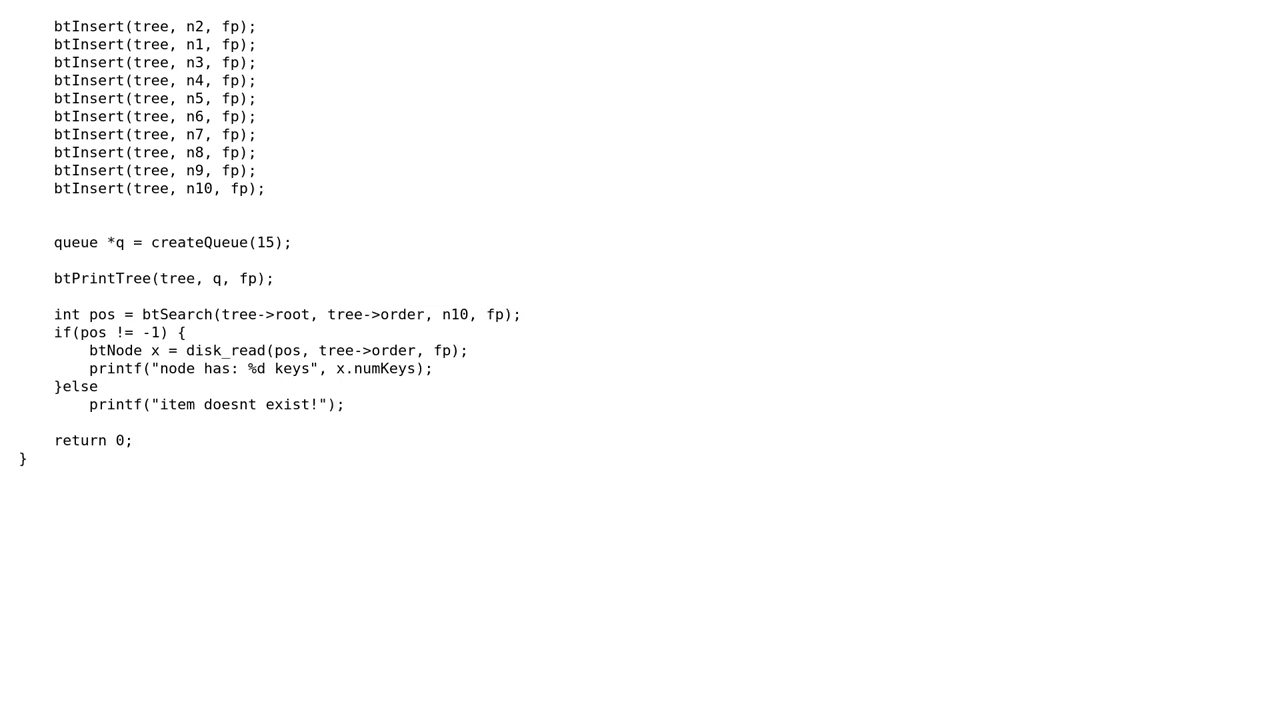 btInsert(tree, n2, fp);
    btInsert(tree, n1, fp);
    btInsert(tree, n3, fp);
    btInsert(tree, n4, fp);
    btInsert(tree, n5, fp);
    btInsert(tree, n6, fp);
    btInsert(tree, n7, fp);
    btInsert(tree, n8, fp);
    btInsert(tree, n9, fp);
    btInsert(tree, n10, fp);


    queue *q = createQueue(15);

    btPrintTree(tree, q, fp);

    int pos = btSearch(tree->root, tree->order, n10, fp);
    if(pos != -1) {
        btNode x = disk_read(pos, tree->order, fp);
        printf("node has: %d keys", x.numKeys);
    }else
        printf("item doesnt exist!");

    return 0;
}